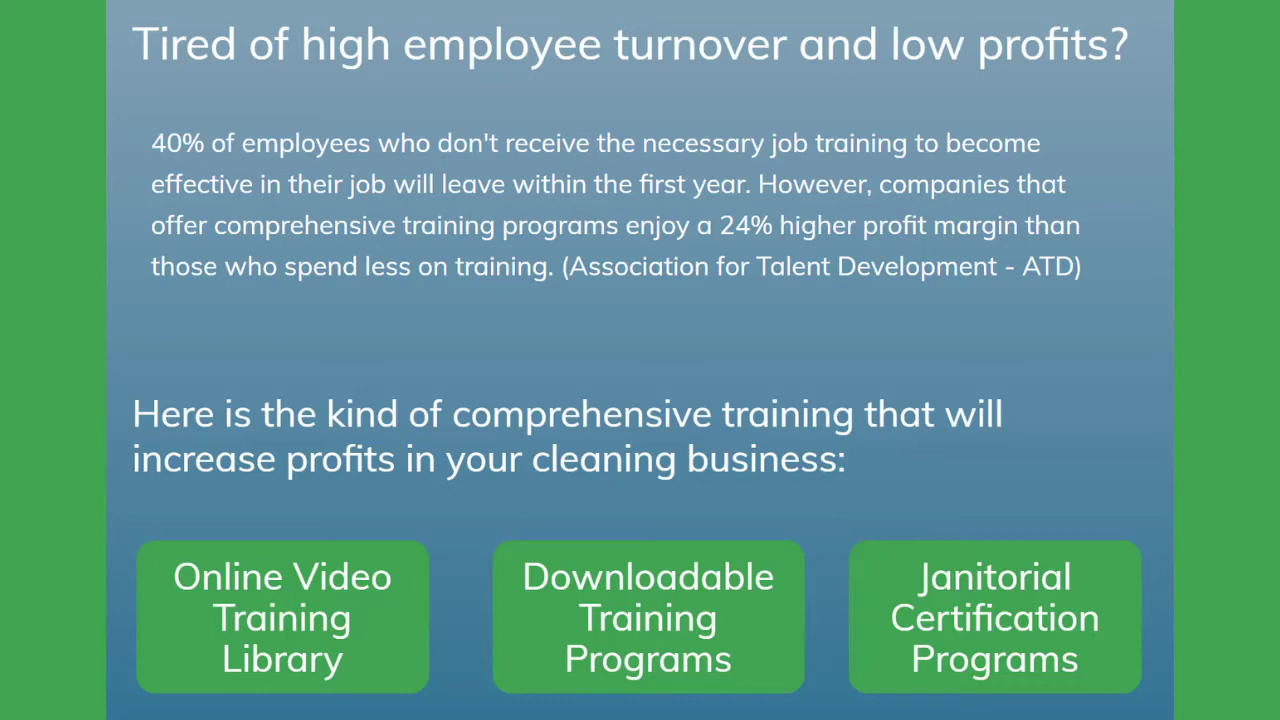 Tired of high employee turnover and low profits?
40% of employees who don't receive the necessary job training to become
effective in their job will leave within the first year. However, companies that
offer comprehensive training programs enjoy a 24% higher profit margin than
those who spend less on training. (Association for Talent Development - ATD)
Here is the kind of comprehensive training that will
increase profits in your cleaning business:
Online Video
Training
Library
Downloadable
Training
Programs
Janitorial
Certification
Programs